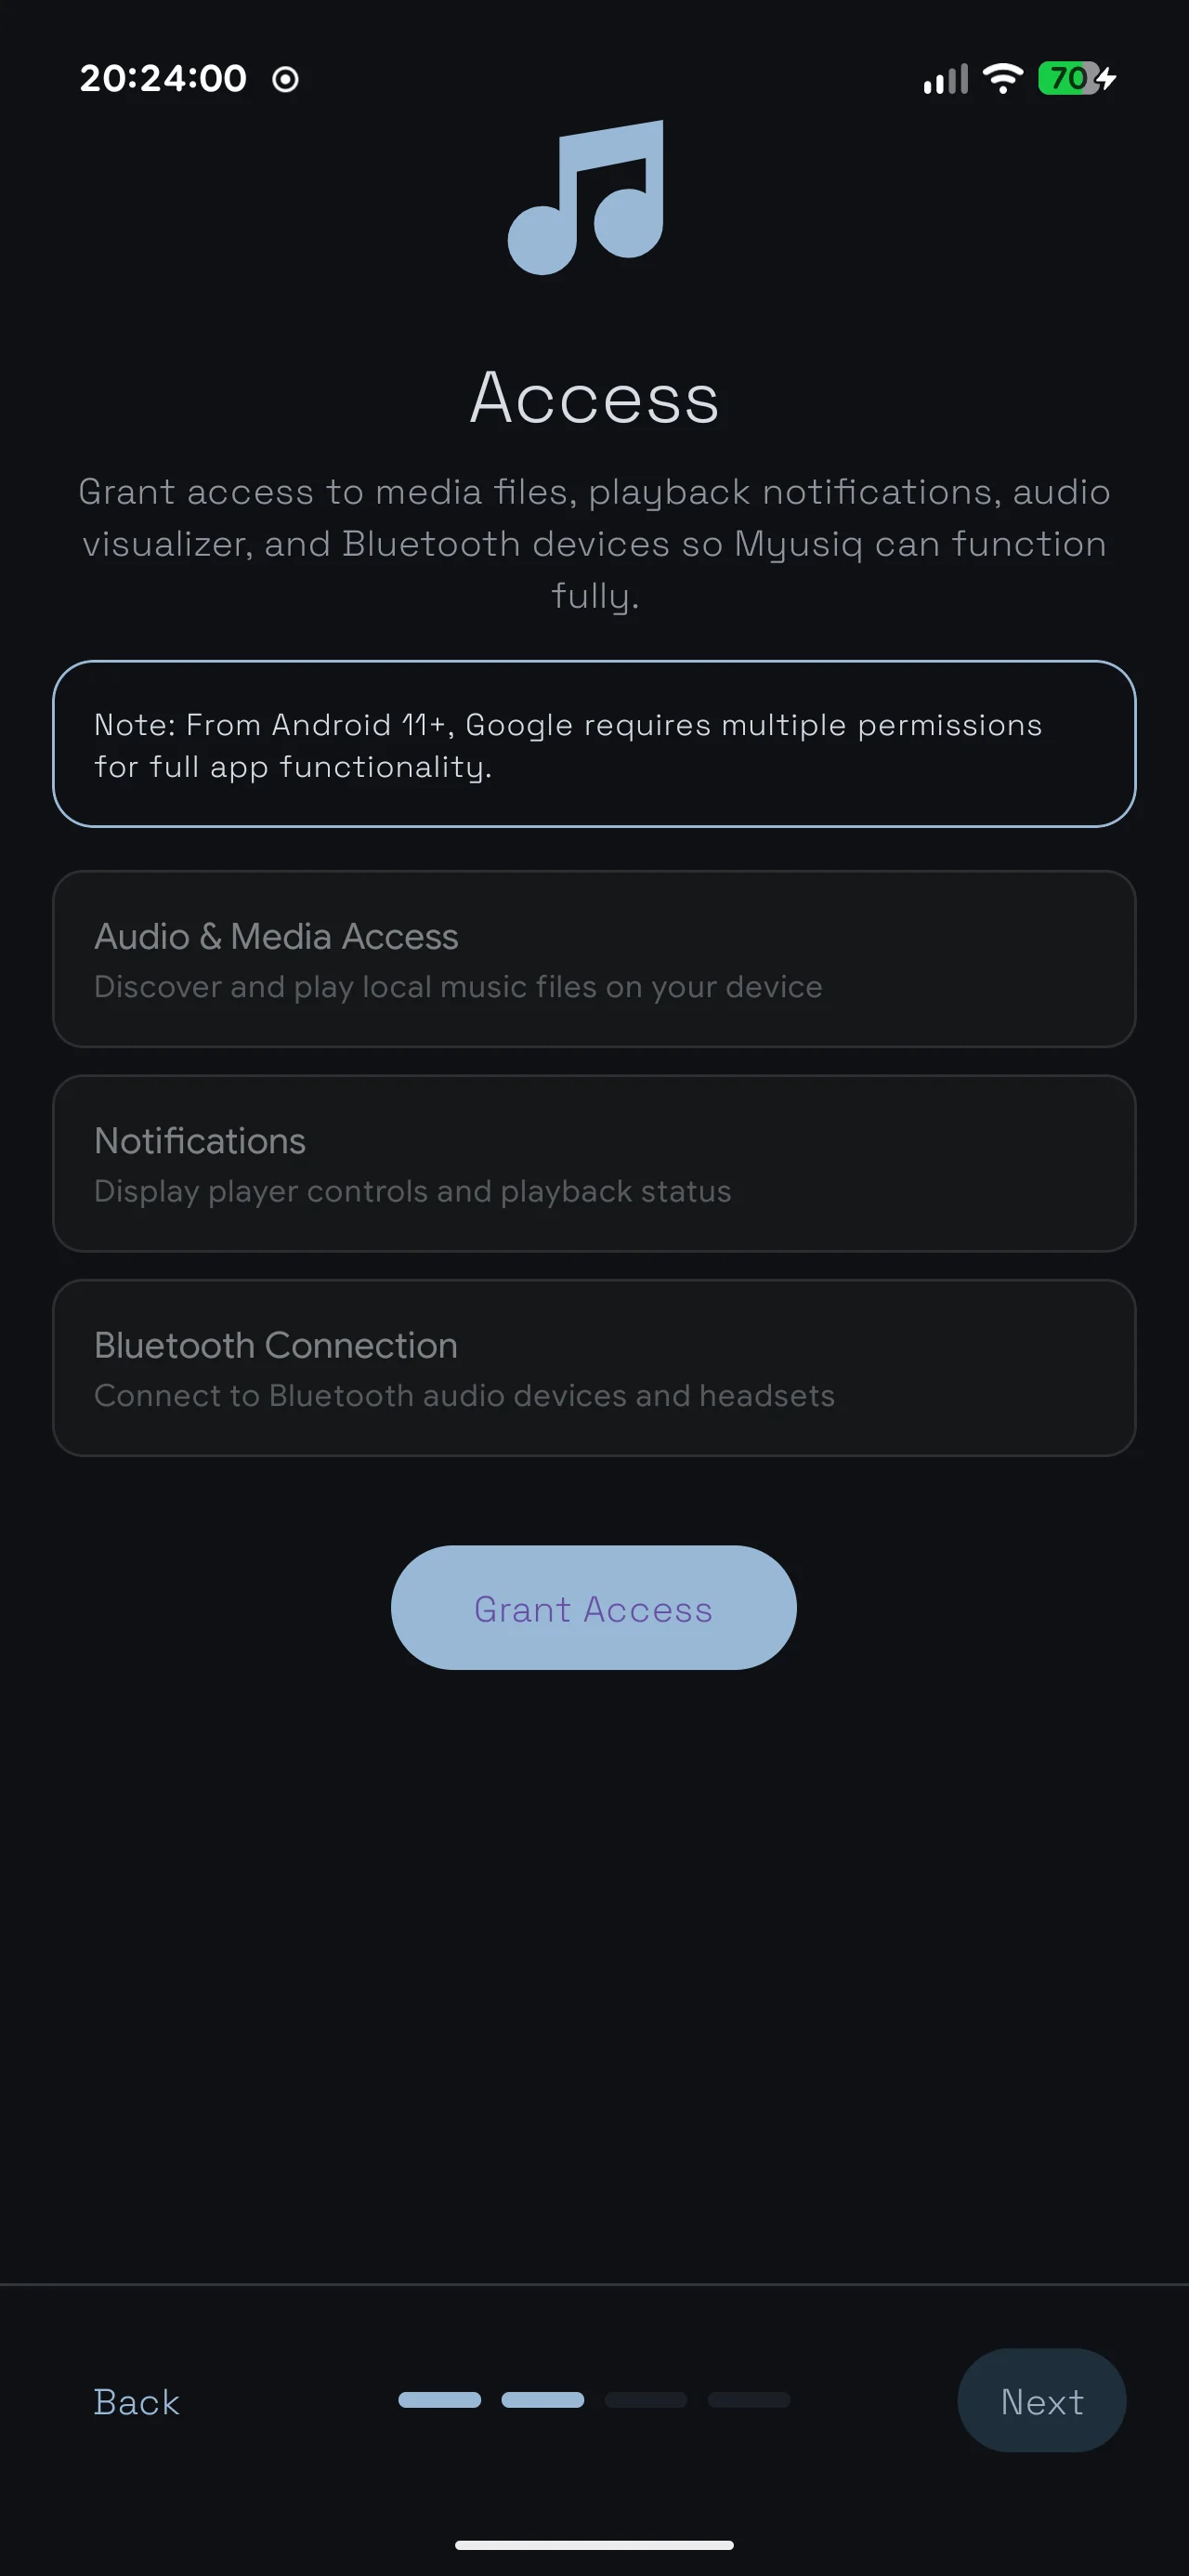 20:24:00
70
Access
Grant access to media files, playback notifications, audio
visualizer, and Bluetooth devices so Myusiq can function
fully.
Note: From Android 11+, Google requires multiple permissions
for full app functionality.
Audio & Media Access
Discover and play local music files on your device
Notifications
Display player controls and playback status
Bluetooth Connection
Connect to Bluetooth audio devices and headsets
Grant Access
Back
Next